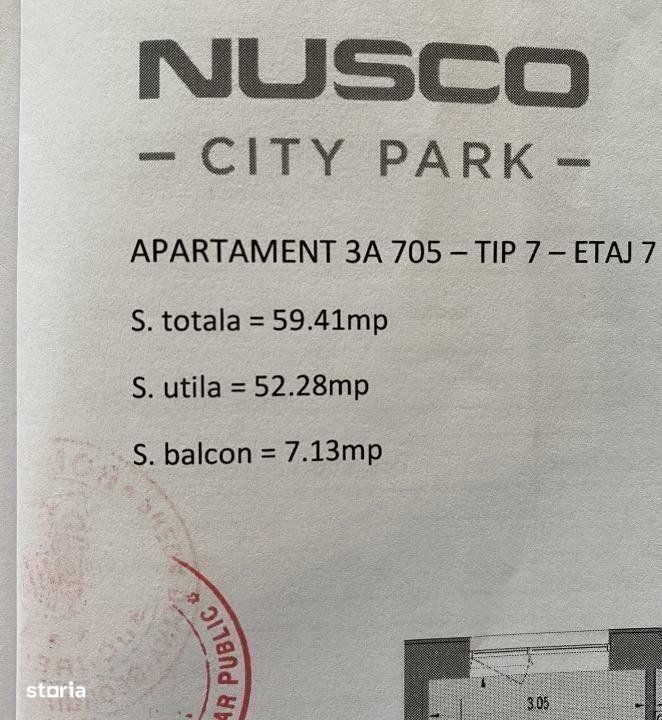 NUSCO
– CITY PARK –
APARTAMENT 3A 705 – TIP 7 – ETAJ 7
S. totala = 59.41mp
S. utila = 52.28mp
S. balcon = 7.13mp
PUBLIC *
3.05
storia